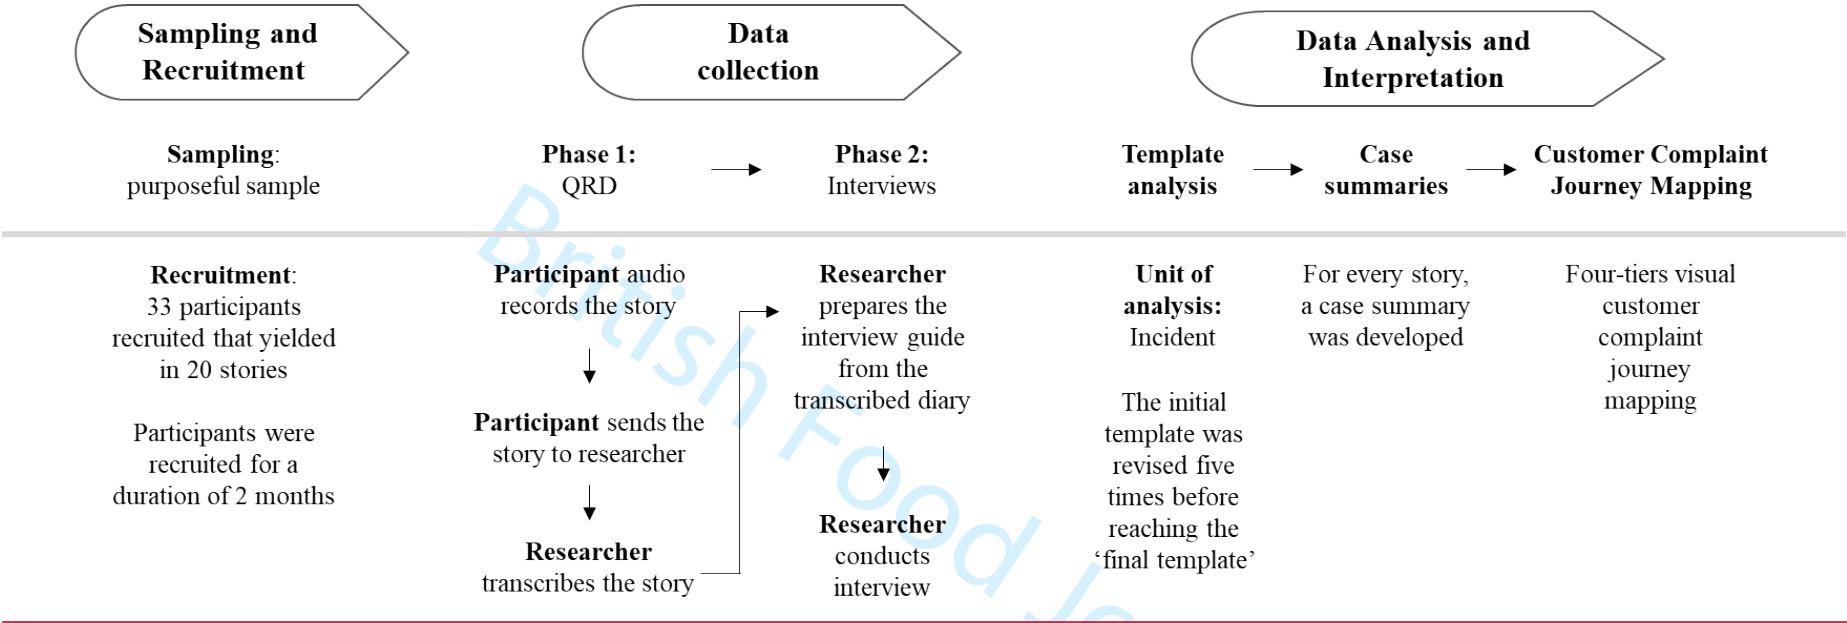 Sampling and
Recruitment
Data
collection
Data Analysis and
Interpretation
Sampling:
purposeful sample
Phase 1:
QRD
Phase 2:
Interviews
Template
analysis
Case
summaries
Customer Complaint
Journey Mapping
Recruitment:
33 participants
recruited that yielded
in 20 stories
Participants were
recruited for a
duration of 2 months
Participant audio
records the story
Participant sends the
story to researcher
Researcher
transcribes the story
Researcher
prepares the
interview guide
from the
transcribed diary
Researcher
conducts
interview
Unit of
analysis:
Incident
The initial
template was
revised five
times before
reaching the
‘final template’
For every story,
a case summary
was developed
Four-tiers visual
customer
complaint
journey
mapping
British Food Jo